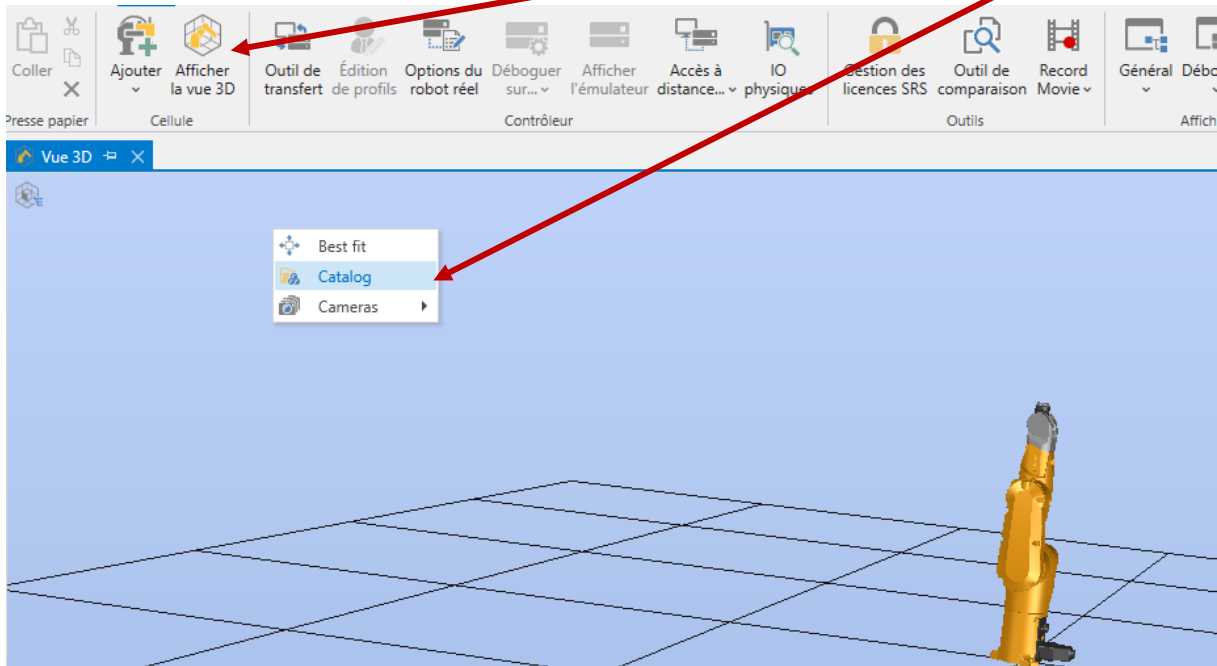 Coller
Ajouter
Afficher
la vue 3D
Outil de
transfert
Édition
de profils
Options du
robot réel
Déboguer
sur...
Afficher
l'émulateur
Accès à
distance...
IO
physiques
Gestion des
licences SRS
Outil de
comparaison
Record
Movie
Général
Débo
Presse papier
Cellule
Contrôleur
Outils
Affich
Vue 3D
Best fit
Catalog
Cameras